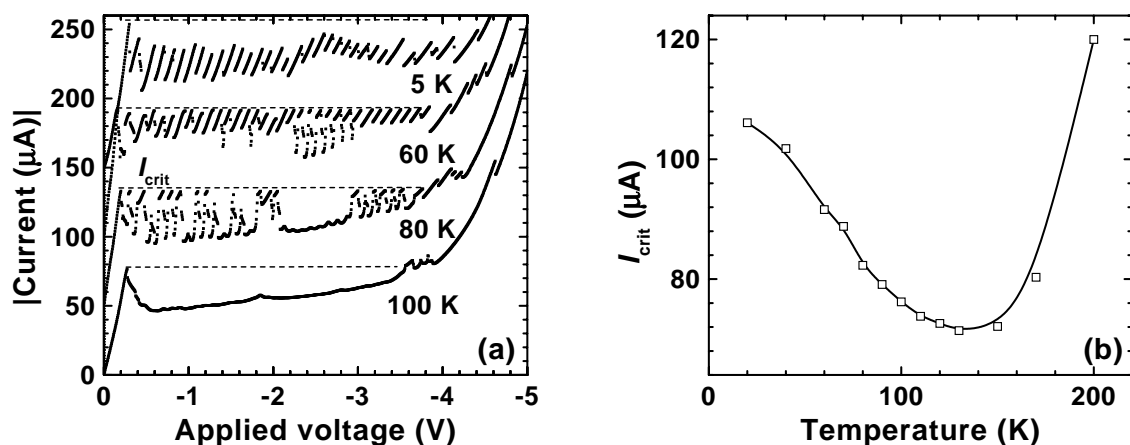 250
200
150
100
50
0
|Current (μA)|
5 K
60 K
I_crit
80 K
100 K
(a)
0 -1 -2 -3 -4 -5
Applied voltage (V)
120
100
80
I_crit (μA)
(b)
0 100 200
Temperature (K)